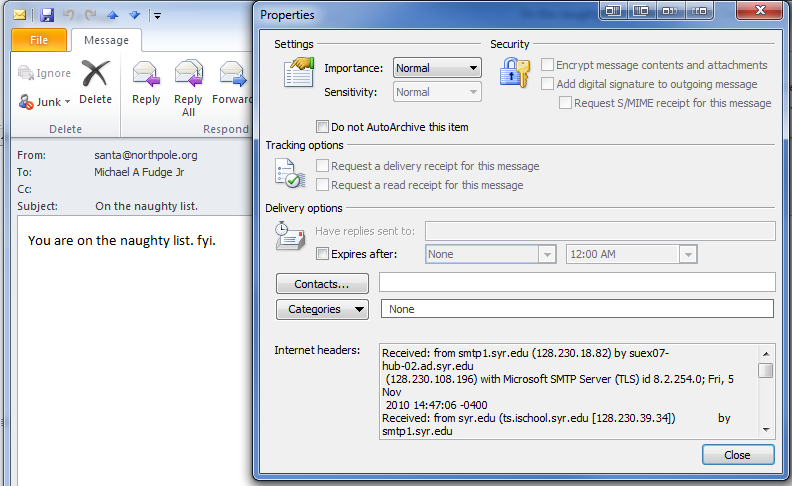 File
Message
Ignore
Junk
Delete
Reply
Reply All
Forward
Delete
Respond
From: santa@northpole.org
To: Michael A Fudge Jr
Cc:
Subject: On the naughty list.
You are on the naughty list. fyi.
Properties
Settings
Importance: Normal
Sensitivity: Normal
Do not AutoArchive this item
Security
Encrypt message contents and attachments
Add digital signature to outgoing message
Request S/MIME receipt for this message
Tracking options
Request a delivery receipt for this message
Request a read receipt for this message
Delivery options
Have replies sent to:
Expires after: None 12:00 AM
Contacts...
Categories None
Internet headers:
Received: from smtp1.syr.edu (128.230.18.82) by suex07-
hub-02.ad.syr.edu
(128.230.108.196) with Microsoft SMTP Server (TLS) id 8.2.254.0; Fri, 5
Nov
2010 14:47:06 -0400
Received: from syr.edu (ts.ischool.syr.edu [128.230.39.34]) by
smtp1.syr.edu
Close